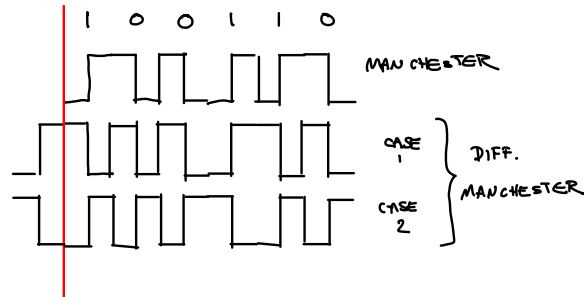 1 0 0 1 1 0
MANCHESTER
CASE
1
DIFF.
MANCHESTER
CASE
2